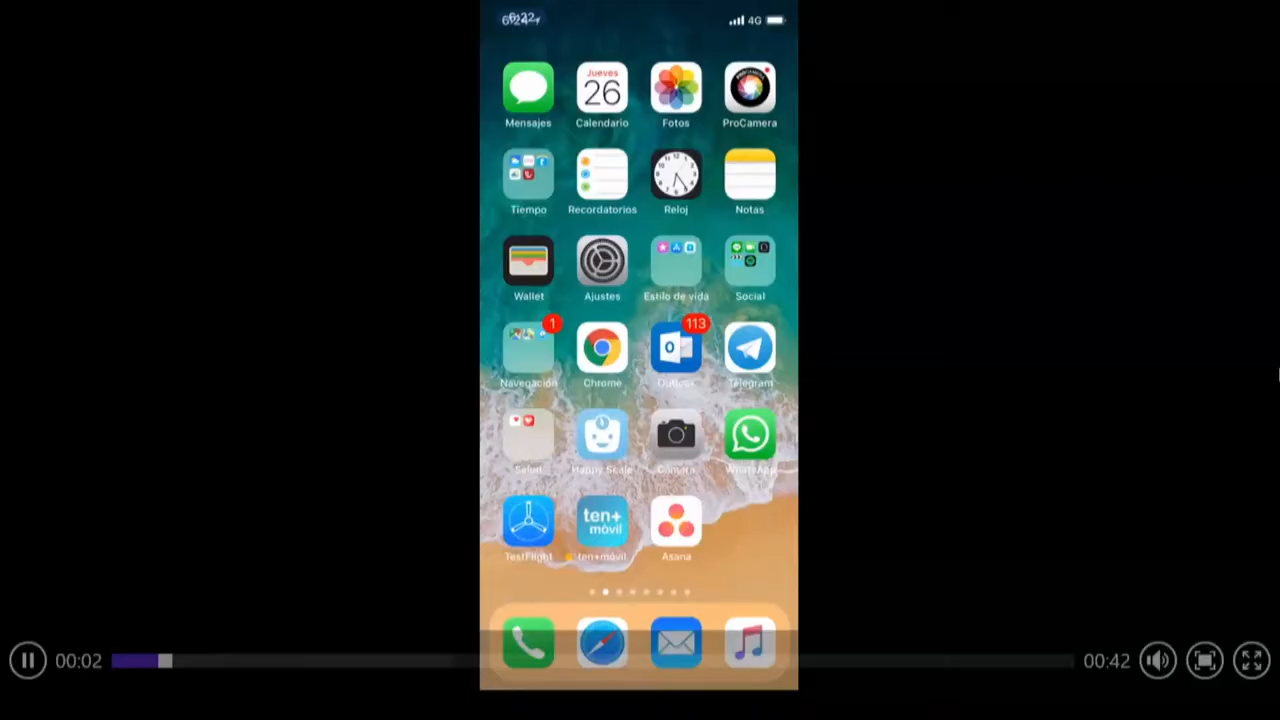 4G
Jueves
26
Mensajes Calendario Fotos ProCamera
Tiempo Recordatorios Reloj Notas
Wallet Ajustes Estilo de vida Social
1 113
Navegación Chrome Outlook Telegram
Salud Happy Scale Cámara WhatsApp
ten+
móvil
TestFlight ten+móvil Asana
00:02 00:42